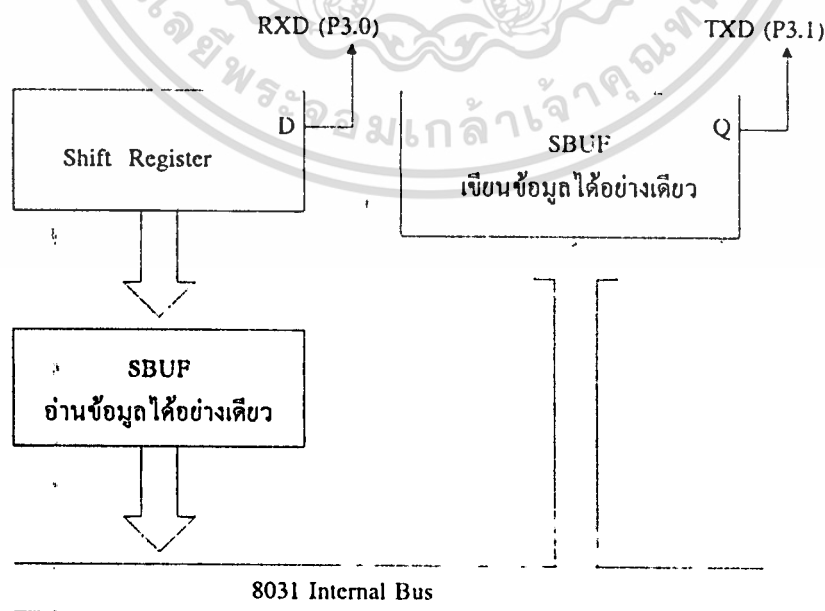 RXD (P3.0)
TXD (P3.1)
D
Shift Register
Q
SBUF
เขียนข้อมูลได้อย่างเดียว
SBUF
อ่านข้อมูลได้อย่างเดียว
8031 Internal Bus